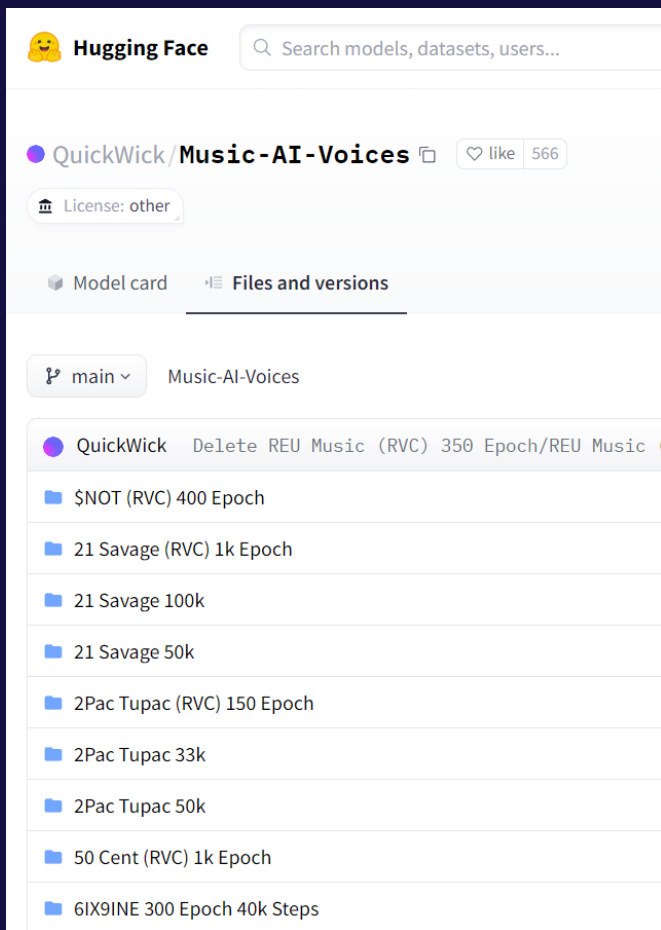 Hugging Face
Search models, datasets, users...
QuickWick/Music-AI-Voices
like 566
License: other
Model card
Files and versions
main
Music-AI-Voices
QuickWick Delete REU Music (RVC) 350 Epoch/REU Music (
$NOT (RVC) 400 Epoch
21 Savage (RVC) 1k Epoch
21 Savage 100k
21 Savage 50k
2Pac Tupac (RVC) 150 Epoch
2Pac Tupac 33k
2Pac Tupac 50k
50 Cent (RVC) 1k Epoch
6IX9INE 300 Epoch 40k Steps